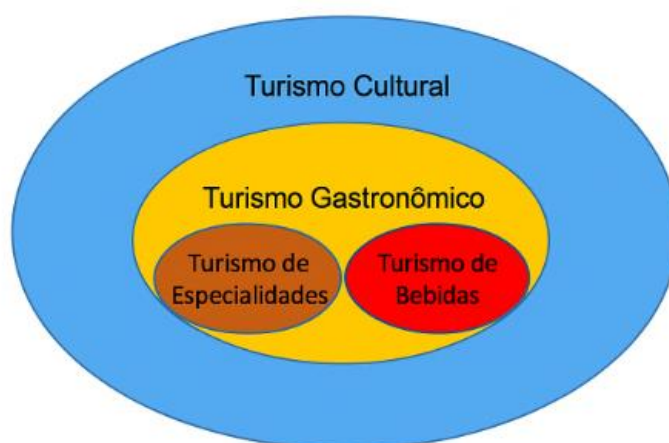 Turismo Cultural
Turismo Gastronômico
Turismo de
Especialidades
Turismo de
Bebidas